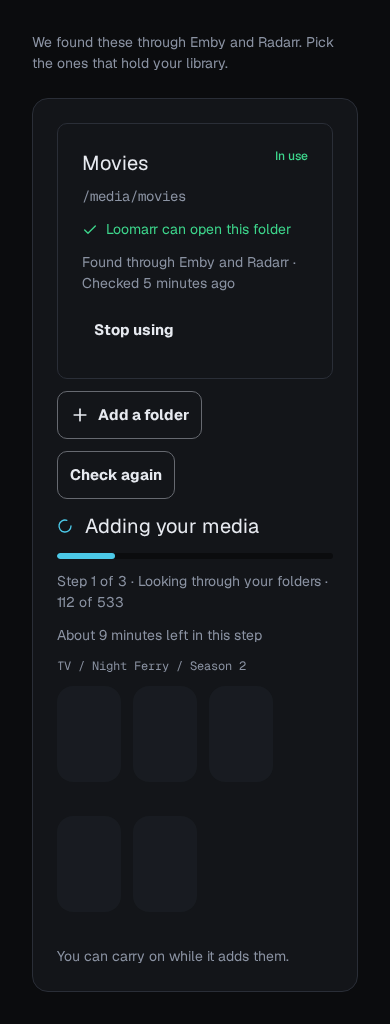 We found these through Emby and Radarr. Pick
the ones that hold your library.
Movies
In use
/media/movies
Loomarr can open this folder
Found through Emby and Radarr ·
Checked 5 minutes ago
Stop using
Add a folder
Check again
Adding your media
Step 1 of 3 · Looking through your folders ·
112 of 533
About 9 minutes left in this step
TV / Night Ferry / Season 2
You can carry on while it adds them.